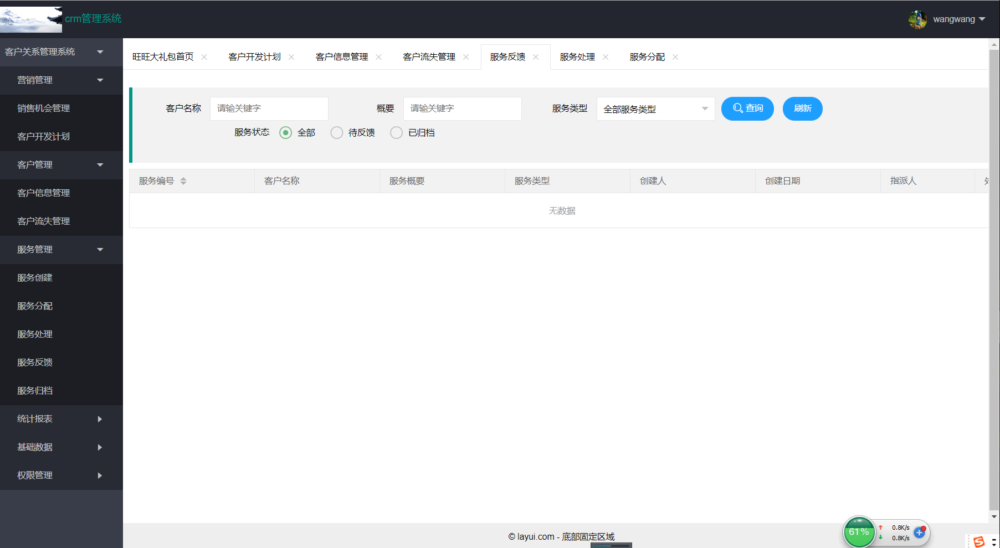 crm管理系统
wangwang
客户关系管理系统
营销管理
销售机会管理
客户开发计划
客户管理
客户信息管理
客户流失管理
服务管理
服务创建
服务分配
服务处理
服务反馈
服务归档
统计报表
基础数据
权限管理
旺旺大礼包首页 客户开发计划 客户信息管理 客户流失管理 服务反馈 服务处理 服务分配
客户名称 请输关键字 概要 请输关键字 服务类型 全部服务类型 查询 刷新
服务状态 全部 待反馈 已归档
服务编号 客户名称 服务概要 服务类型 创建人 创建日期 指派人
无数据
© layui.com - 底部固定区域
61% 0.8K/s
0.8K/s